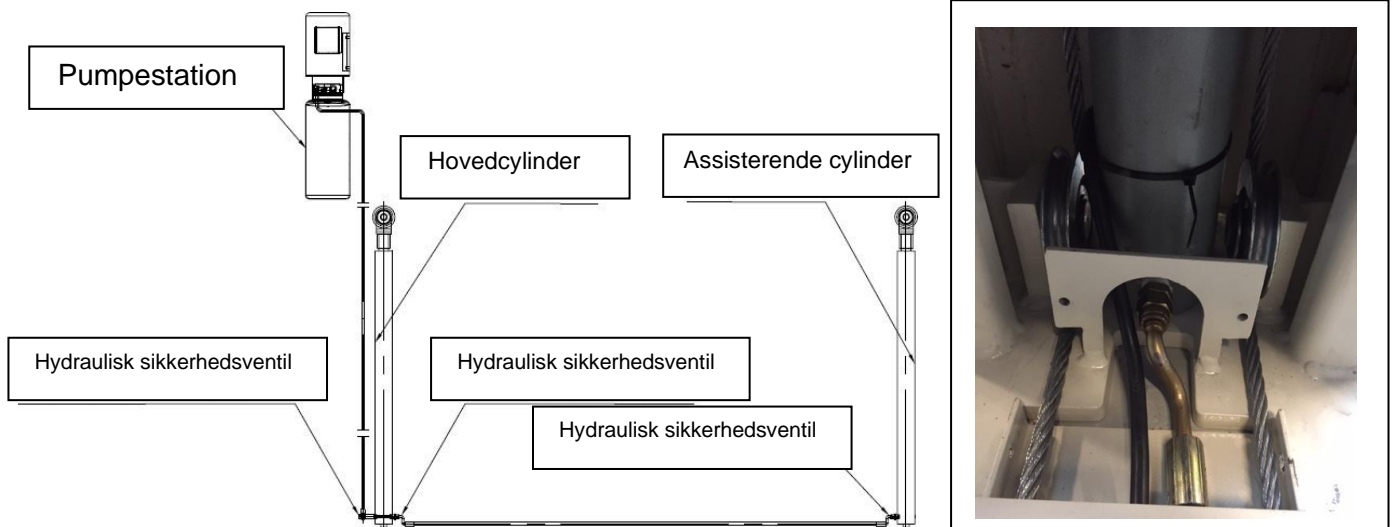 Pumpestation
Hovedcylinder
Assisterende cylinder
Hydraulisk sikkerhedsventil
Hydraulisk sikkerhedsventil
Hydraulisk sikkerhedsventil